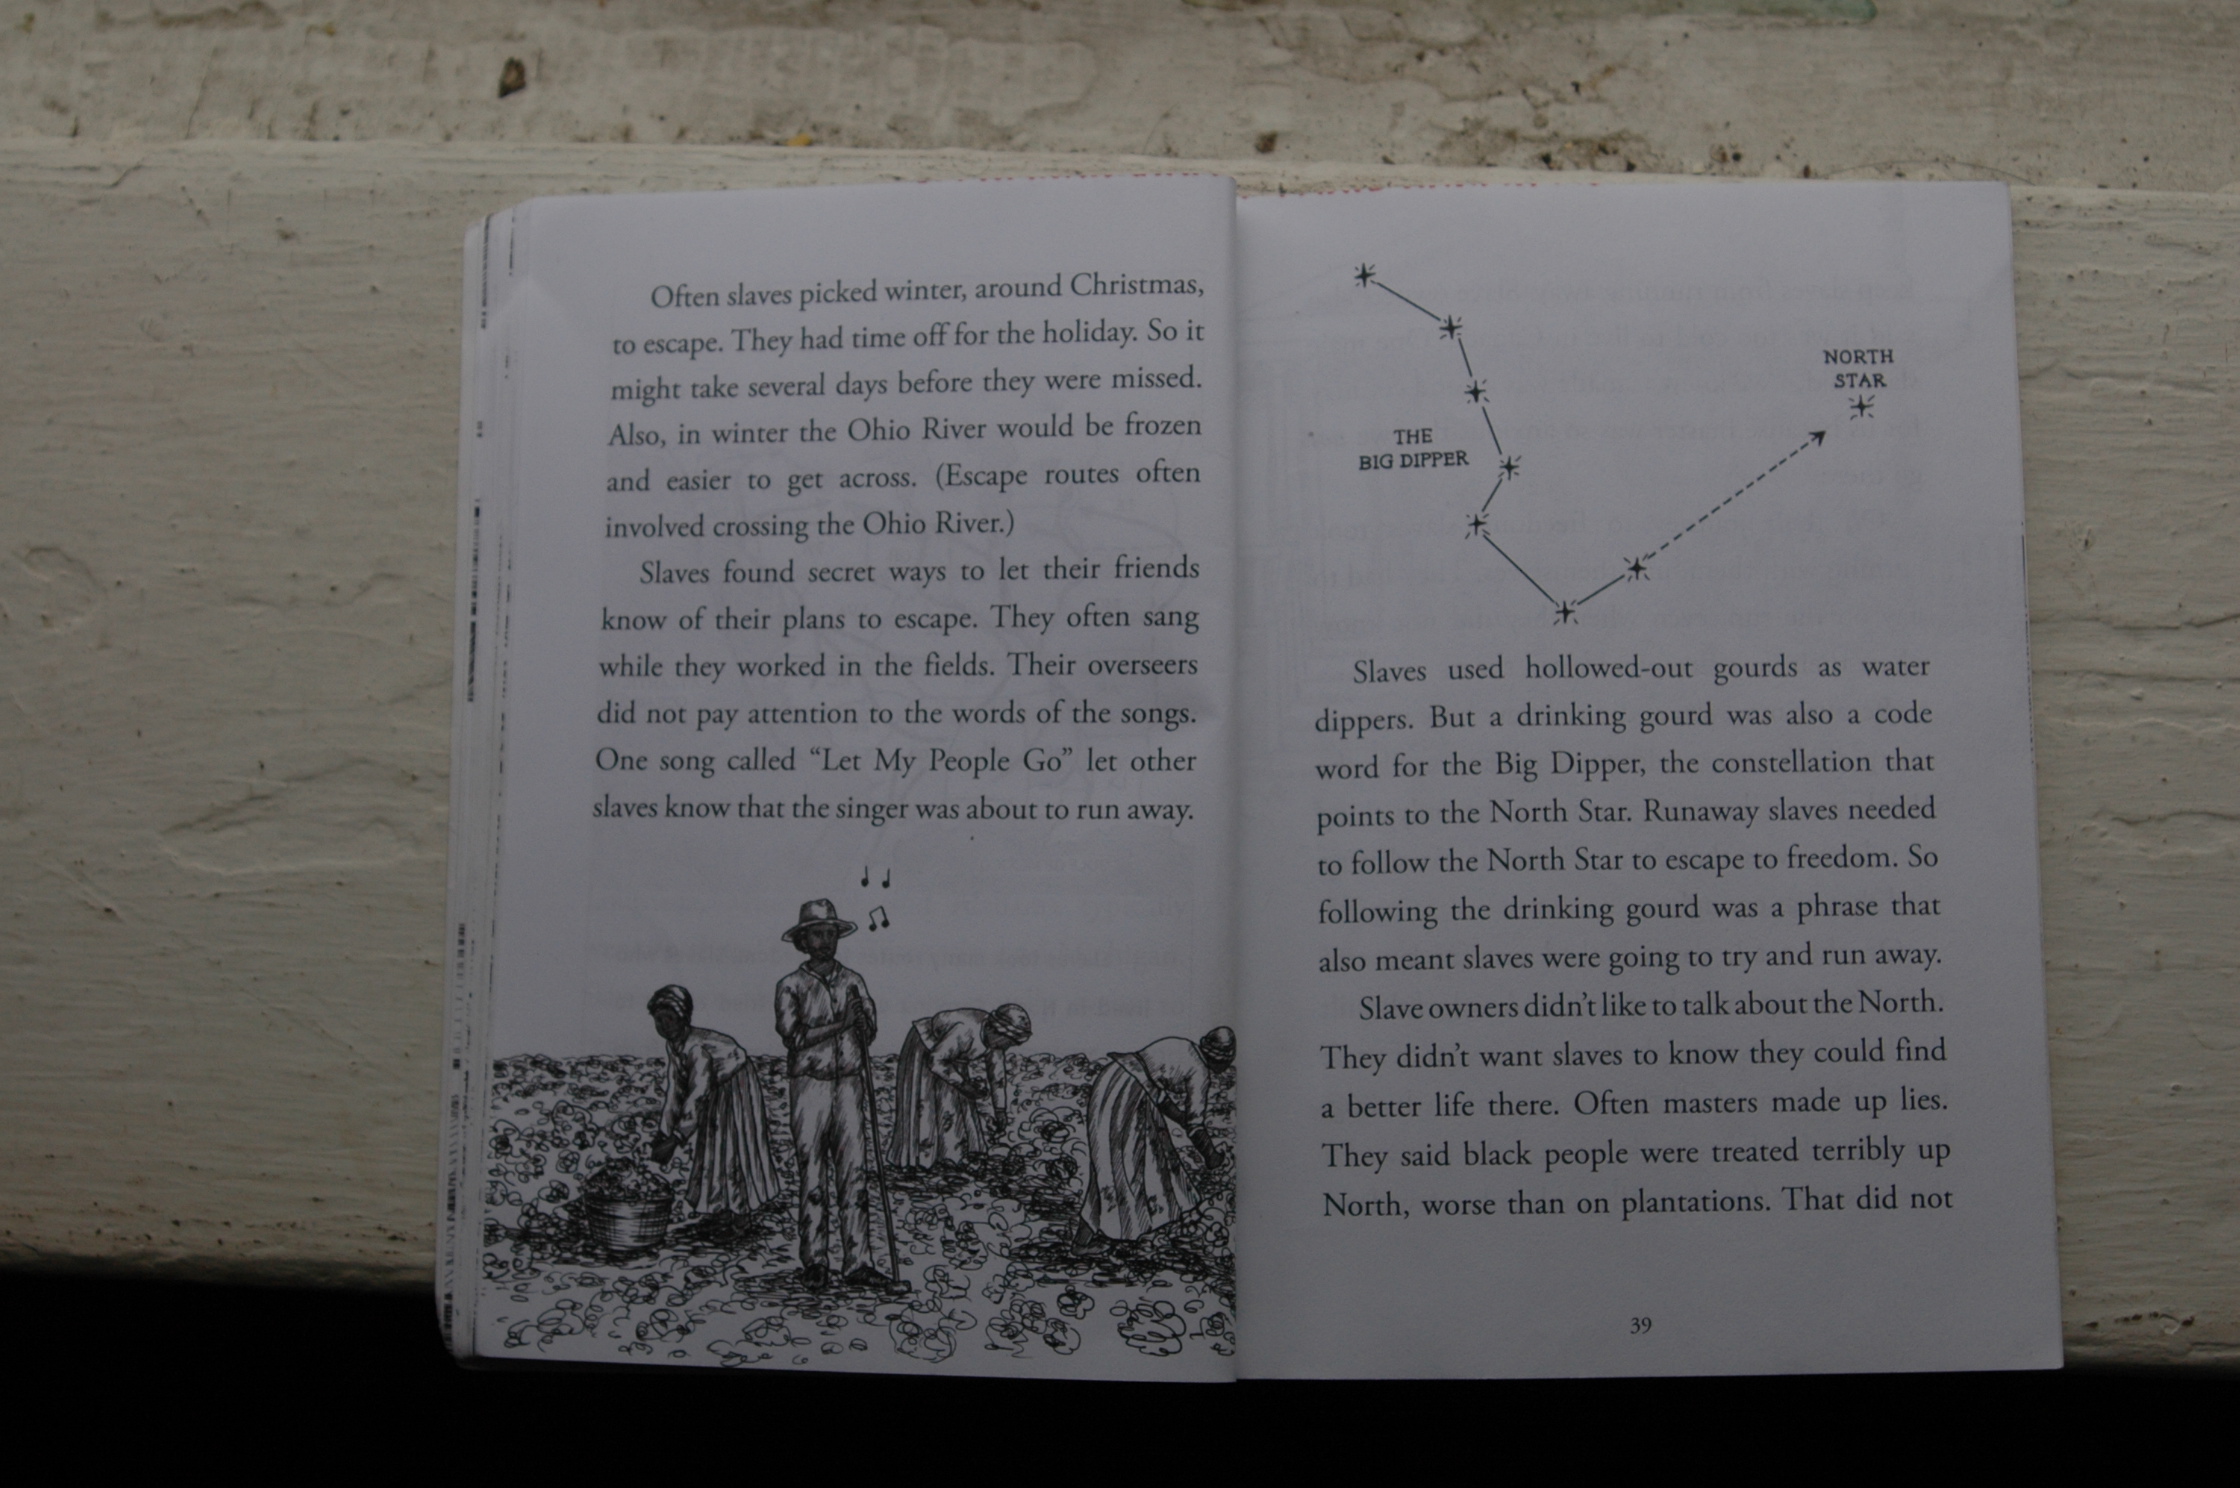 Often slaves picked winter, around Christmas,
to escape. They had time off for the holiday. So it
might take several days before they were missed.
Also, in winter the Ohio River would be frozen
and easier to get across. (Escape routes often
involved crossing the Ohio River.)
Slaves found secret ways to let their friends
know of their plans to escape. They often sang
while they worked in the fields. Their overseers
did not pay attention to the words of the songs.
One song called “Let My People Go” let other
slaves know that the singer was about to run away.
NORTH
STAR
THE
BIG DIPPER
Slaves used hollowed-out gourds as water
dippers. But a drinking gourd was also a code
word for the Big Dipper, the constellation that
points to the North Star. Runaway slaves needed
to follow the North Star to escape to freedom. So
following the drinking gourd was a phrase that
also meant slaves were going to try and run away.
Slave owners didn’t like to talk about the North.
They didn’t want slaves to know they could find
a better life there. Often masters made up lies.
They said black people were treated terribly up
North, worse than on plantations. That did not
39